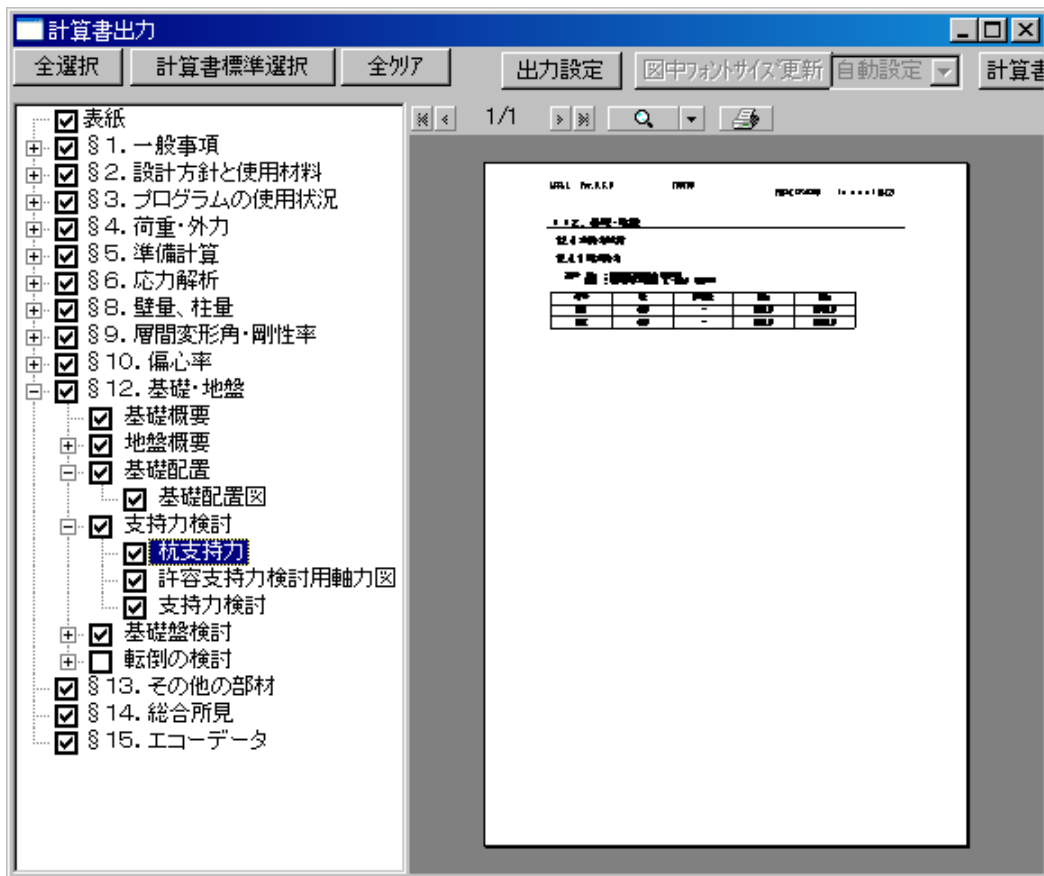 計算書出力
全選択 計算書標準選択 全クリア 出力設定 図中フォントサイズ更新 自動設定 計算書
1/1
表紙
§1. 一般事項
§2. 設計方針と使用材料
§3. プログラムの使用状況
§4. 荷重・外力
§5. 準備計算
§6. 応力解析
§8. 壁量、柱量
§9. 層間変形角・剛性率
§10. 偏心率
§12. 基礎・地盤
基礎概要
地盤概要
基礎配置
基礎配置図
支持力検討
杭支持力
許容支持力検討用軸力図
支持力検討
基礎盤検討
転倒の検討
§13. その他の部材
§14. 総合所見
§15. エコーデータ